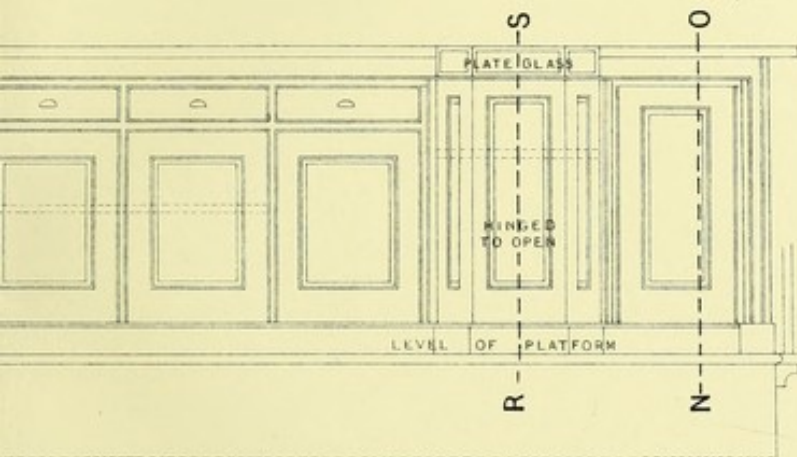 S
O
PLATE GLASS
HINGED
TO OPEN
LEVEL OF PLATFORM
R
N